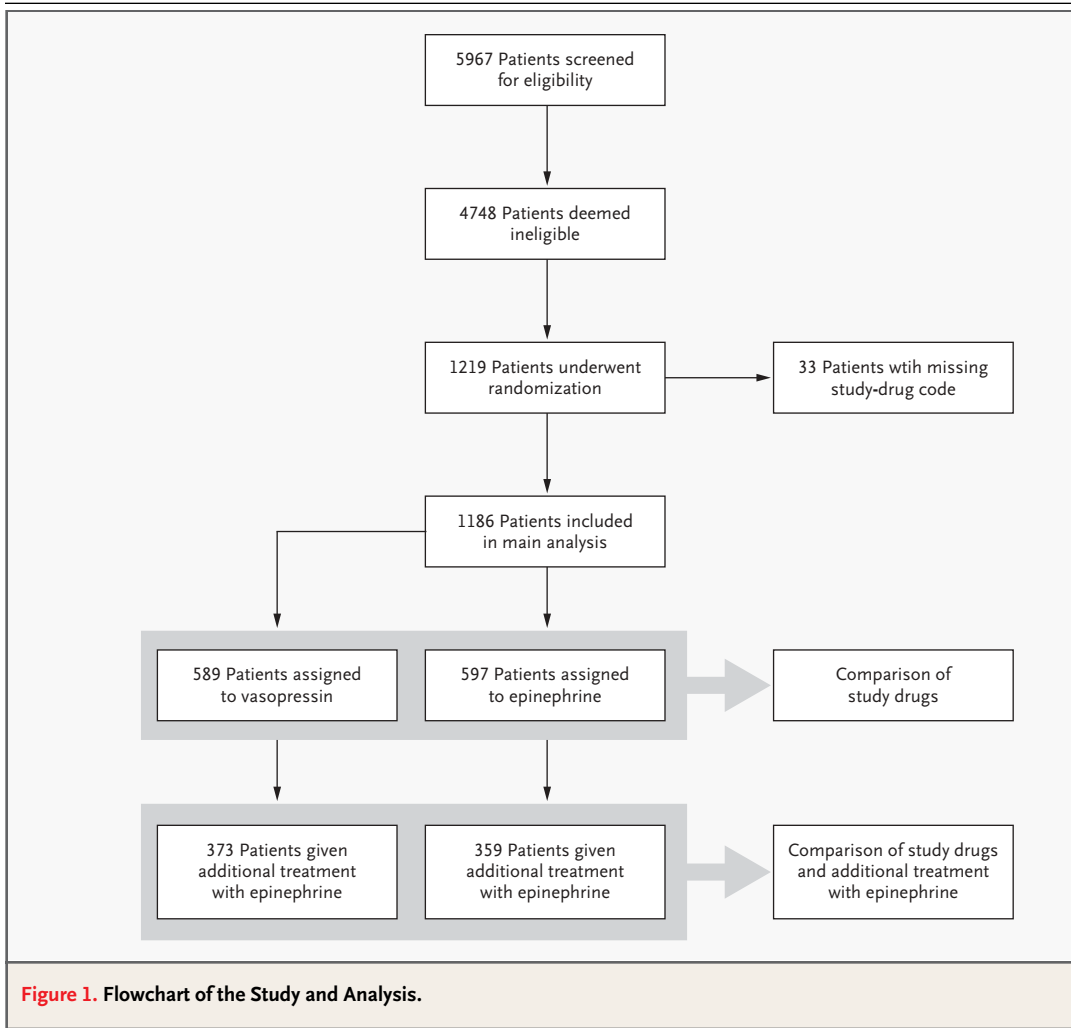 5967 Patients screened
for eligibility
4748 Patients deemed
ineligible
1219 Patients underwent
randomization
33 Patients wtih missing
study-drug code
1186 Patients included
in main analysis
589 Patients assigned
to vasopressin
597 Patients assigned
to epinephrine
Comparison of
study drugs
373 Patients given
additional treatment
with epinephrine
359 Patients given
additional treatment
with epinephrine
Comparison of study drugs
and additional treatment
with epinephrine
Figure 1. Flowchart of the Study and Analysis.